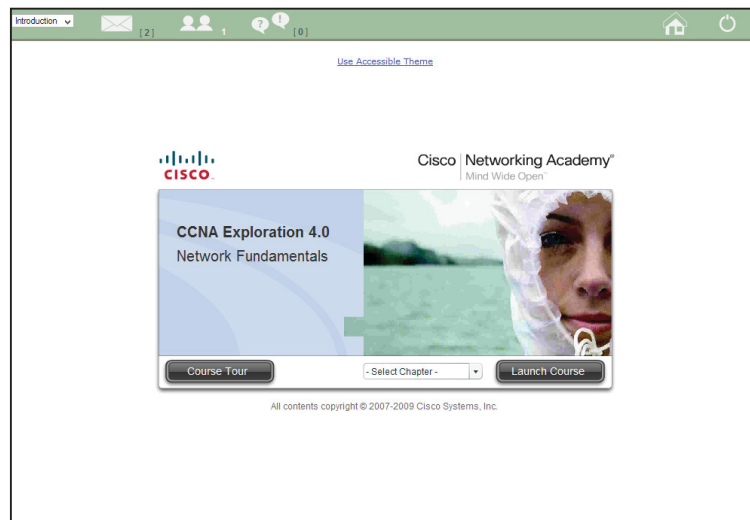 Introduction [2] 1 ? ! [0]
Use Accessible Theme
CISCO™
Cisco | Networking Academy®
Mind Wide Open™
CCNA Exploration 4.0
Network Fundamentals
Course Tour
- Select Chapter -
Launch Course
All contents copyright © 2007-2009 Cisco Systems, Inc.